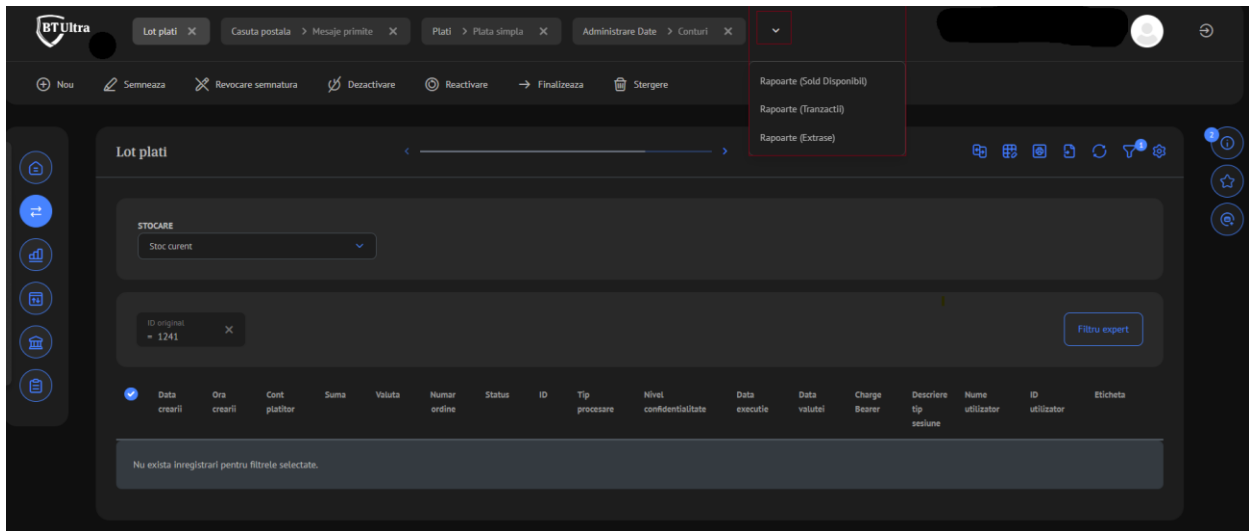 BT Ultra
Lot plati
Casuta postala > Mesaje primite
Plati > Plata simpla
Administrare Date > Conturi
Nou
Semneaza
Revocare semnatura
Dezactivare
Reactivare
Finalizeaza
Stergere
Rapoarte (Sold Disponibil)
Rapoarte (Tranzactii)
Rapoarte (Extrase)
Lot plati
1
2
STOCARE
Stoc curent
ID original
= 1241
Filtru expert
Data crearii
Ora crearii
Cont platitor
Suma
Valuta
Numar ordine
Status
ID
Tip procesare
Nivel confidentialitate
Data executie
Data valutei
Charge Bearer
Descriere tip sesiune
Nume utilizator
ID utilizator
Eticheta
Nu exista inregistrari pentru filtrele selectate.